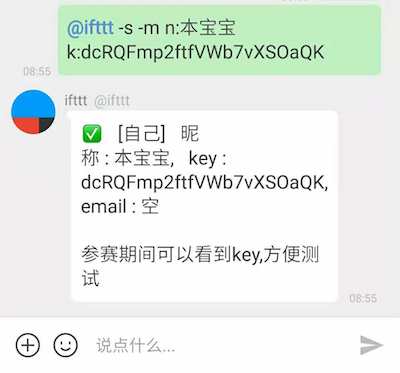 @ifttt -s -m n:本宝宝
k:dcRQFmp2ftfVWb7vXSOaQK
08:55
ifttt @ifttt
✅ [自己] 昵
称 : 本宝宝, key :
dcRQFmp2ftfVWb7vXSOaQK,
email : 空
参赛期间可以看到key,方便测
试
08:55
说点什么...